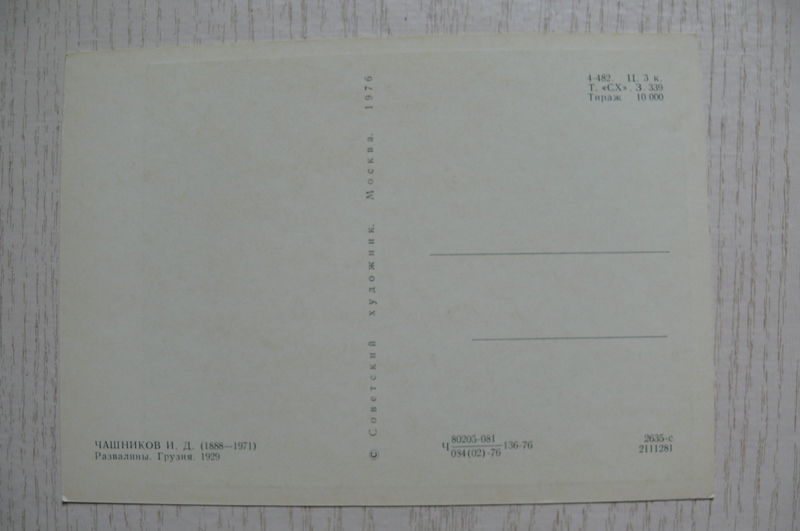 4-482. Ц. 3 к.
Т. «СХ». З. 339
Тираж 10 000
© Советский художник. Москва. 1976
ЧАШНИКОВ И. Д. (1888—1971)
Развалины. Грузия. 1929
Ч 80205-081 136-76
084(02)-76
2635-с
2111281